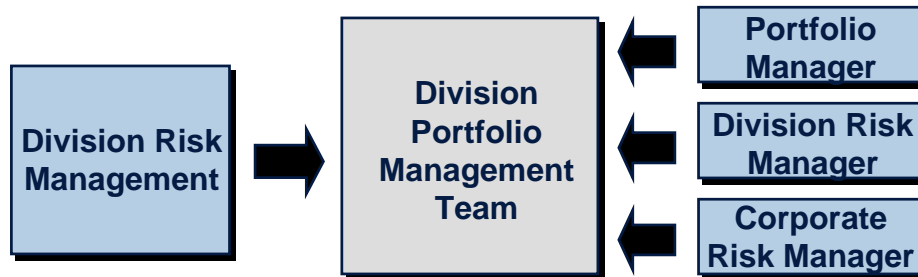 Division Risk
Management
Division
Portfolio
Management
Team
Portfolio
Manager
Division Risk
Manager
Corporate
Risk Manager